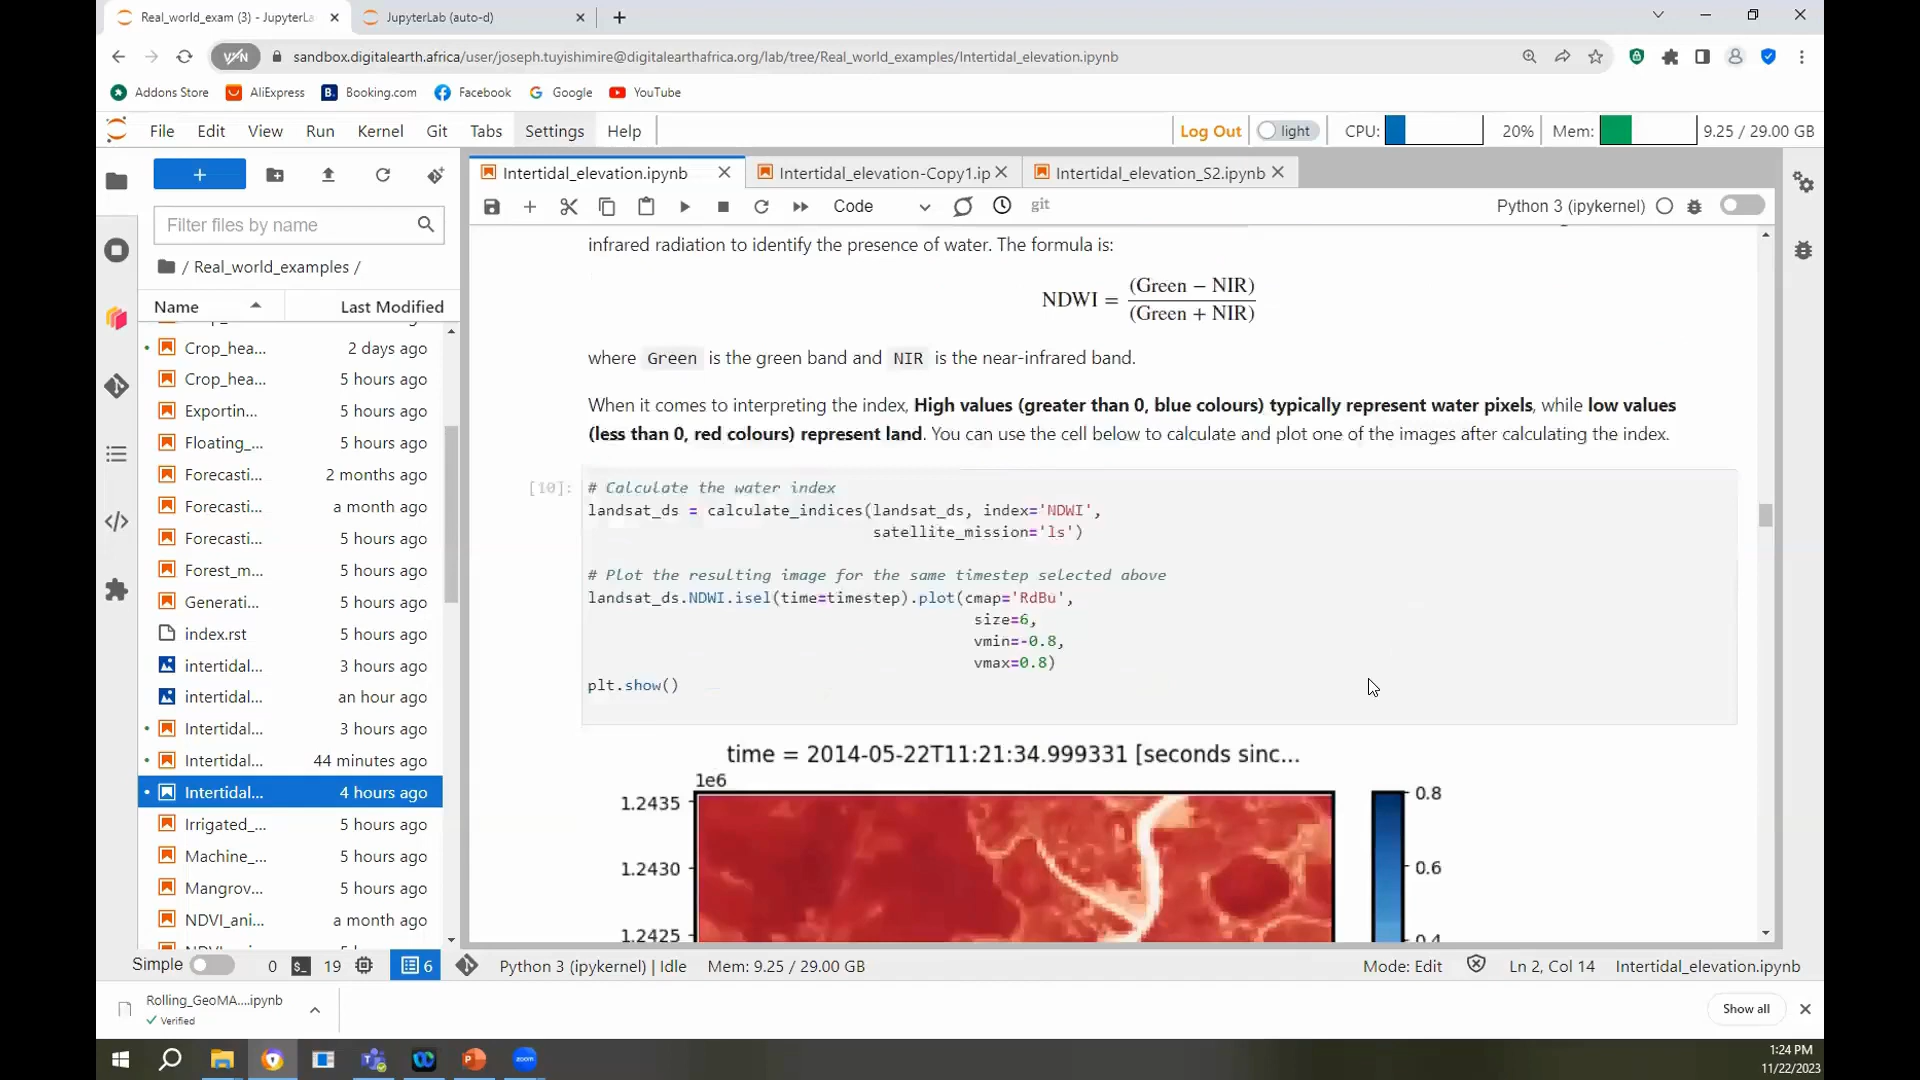 Real_world_exam (3) - JupyterLa
JupyterLab (auto-d)
VPN
sandbox.digitalearth.africa/user/joseph.tuyishimire@digitalearthafrica.org/lab/tree/Real_world_examples/Intertidal_elevation.ipynb
Addons Store
AliExpress
Booking.com
Facebook
Google
YouTube
File
Edit
View
Run
Kernel
Git
Tabs
Settings
Help
Log Out
light
CPU:
20%
Mem:
9.25 / 29.00 GB
Intertidal_elevation.ipynb
Intertidal_elevation-Copy1.ip
Intertidal_elevation_S2.ipynb
Code
git
Python 3 (ipykernel)
Filter files by name
/ Real_world_examples /
Name
Last Modified
Crop_hea... 2 days ago
Crop_hea... 5 hours ago
Exportin... 5 hours ago
Floating_... 5 hours ago
Forecasti... 2 months ago
Forecasti... a month ago
Forecasti... 5 hours ago
Forest_m... 5 hours ago
Generati... 5 hours ago
index.rst 5 hours ago
intertidal... 3 hours ago
intertidal... an hour ago
Intertidal... 3 hours ago
Intertidal... 44 minutes ago
Intertidal... 4 hours ago
Irrigated_... 5 hours ago
Machine_... 5 hours ago
Mangrov... 5 hours ago
NDVI_ani... a month ago
infrared radiation to identify the presence of water. The formula is:
NDWI = (Green − NIR) / (Green + NIR)
where Green is the green band and NIR is the near-infrared band.
When it comes to interpreting the index, High values (greater than 0, blue colours) typically represent water pixels, while low values
(less than 0, red colours) represent land. You can use the cell below to calculate and plot one of the images after calculating the index.
[10]:
# Calculate the water index
landsat_ds = calculate_indices(landsat_ds, index='NDWI',
satellite_mission='ls')
# Plot the resulting image for the same timestep selected above
landsat_ds.NDWI.isel(time=timestep).plot(cmap='RdBu',
size=6,
vmin=-0.8,
vmax=0.8)
plt.show()
time = 2014-05-22T11:21:34.999331 [seconds sinc...
1e6
1.2435
1.2430
1.2425
0.8
0.6
0.4
Simple
0
19
6
Python 3 (ipykernel) | Idle
Mem: 9.25 / 29.00 GB
Mode: Edit
Ln 2, Col 14
Intertidal_elevation.ipynb
Rolling_GeoMA....ipynb
Verified
Show all
zoom
1:24 PM
11/22/2023